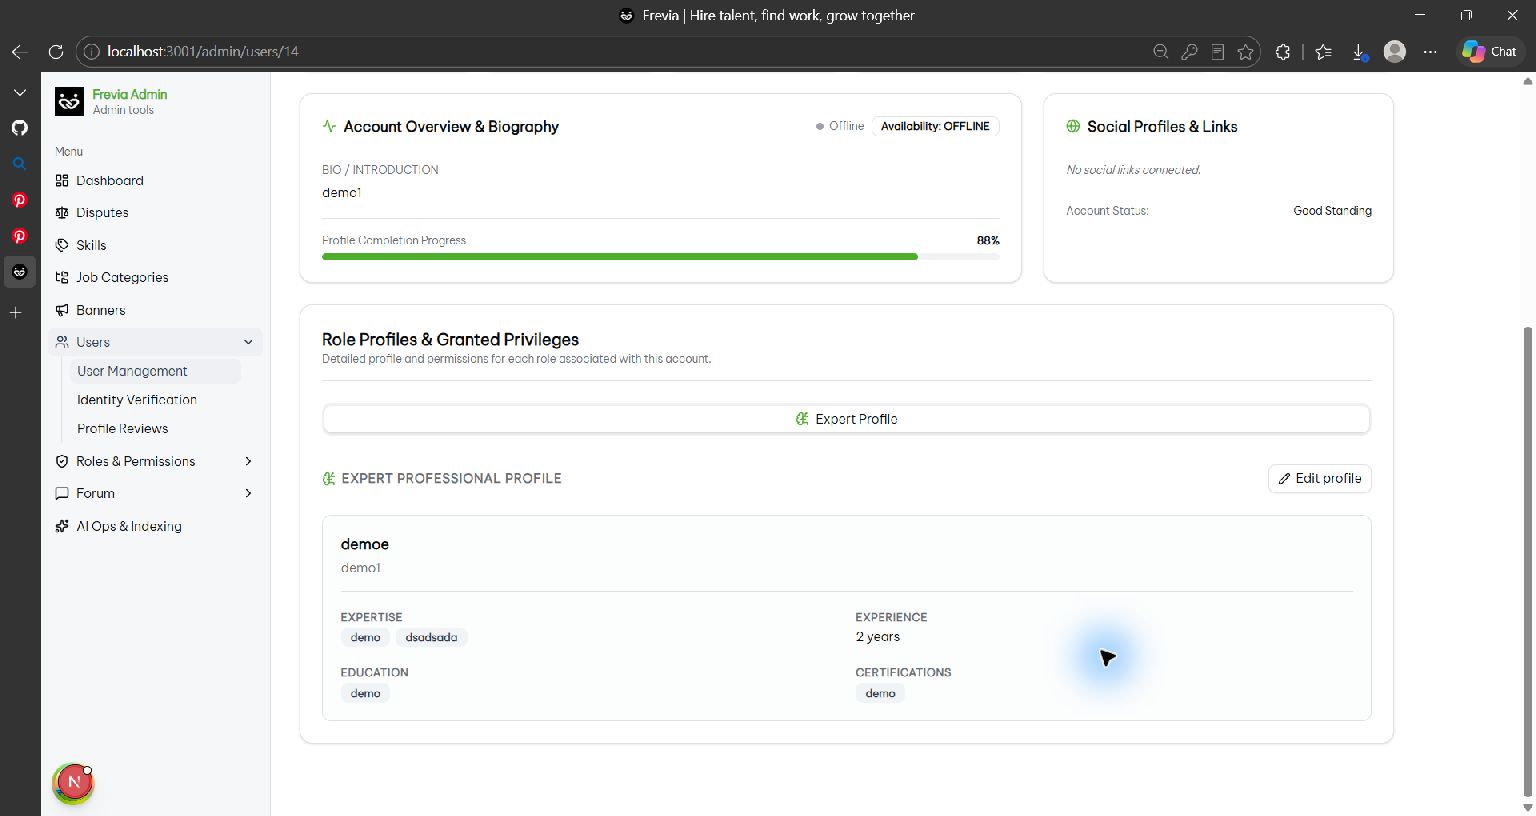 Frevia | Hire talent, find work, grow together
localhost:3001/admin/users/14
Chat
Frevia Admin
Admin tools
Menu
Dashboard
Disputes
Skills
Job Categories
Banners
Users
User Management
Identity Verification
Profile Reviews
Roles & Permissions
Forum
AI Ops & Indexing
Account Overview & Biography
Offline
Availability: OFFLINE
BIO / INTRODUCTION
demo1
Profile Completion Progress
88%
Social Profiles & Links
No social links connected.
Account Status:
Good Standing
Role Profiles & Granted Privileges
Detailed profile and permissions for each role associated with this account.
Expert Profile
EXPERT PROFESSIONAL PROFILE
Edit profile
demoe
demo1
EXPERTISE
demo dsadsada
EXPERIENCE
2 years
EDUCATION
demo
CERTIFICATIONS
demo
N